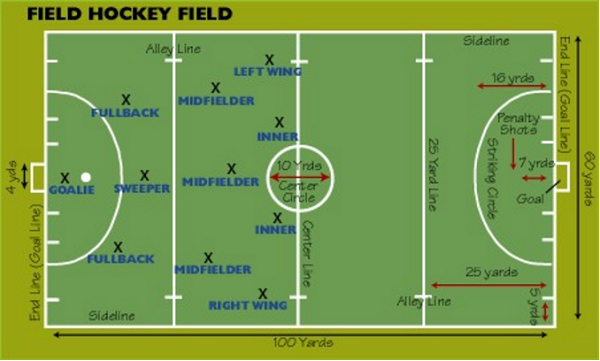 FIELD HOCKEY FIELD
Alley Line
Sideline
End Line (Goal Line)
X
LEFT WING
X
MIDFIELDER
X
FULLBACK
16 yrds
X
INNER
Penalty
Shots
25 Yard Line
Striking Circle
60 yards
4 yds
X
GOALIE
X
SWEEPER
X
MIDFIELDER
10 Yrds
Center
Circle
7 yrds
Goal
X
INNER
Center Line
X
FULLBACK
X
MIDFIELDER
25 yards
End Line (Goal Line)
X
RIGHT WING
Alley Line
5 yrds
Sideline
100 Yards